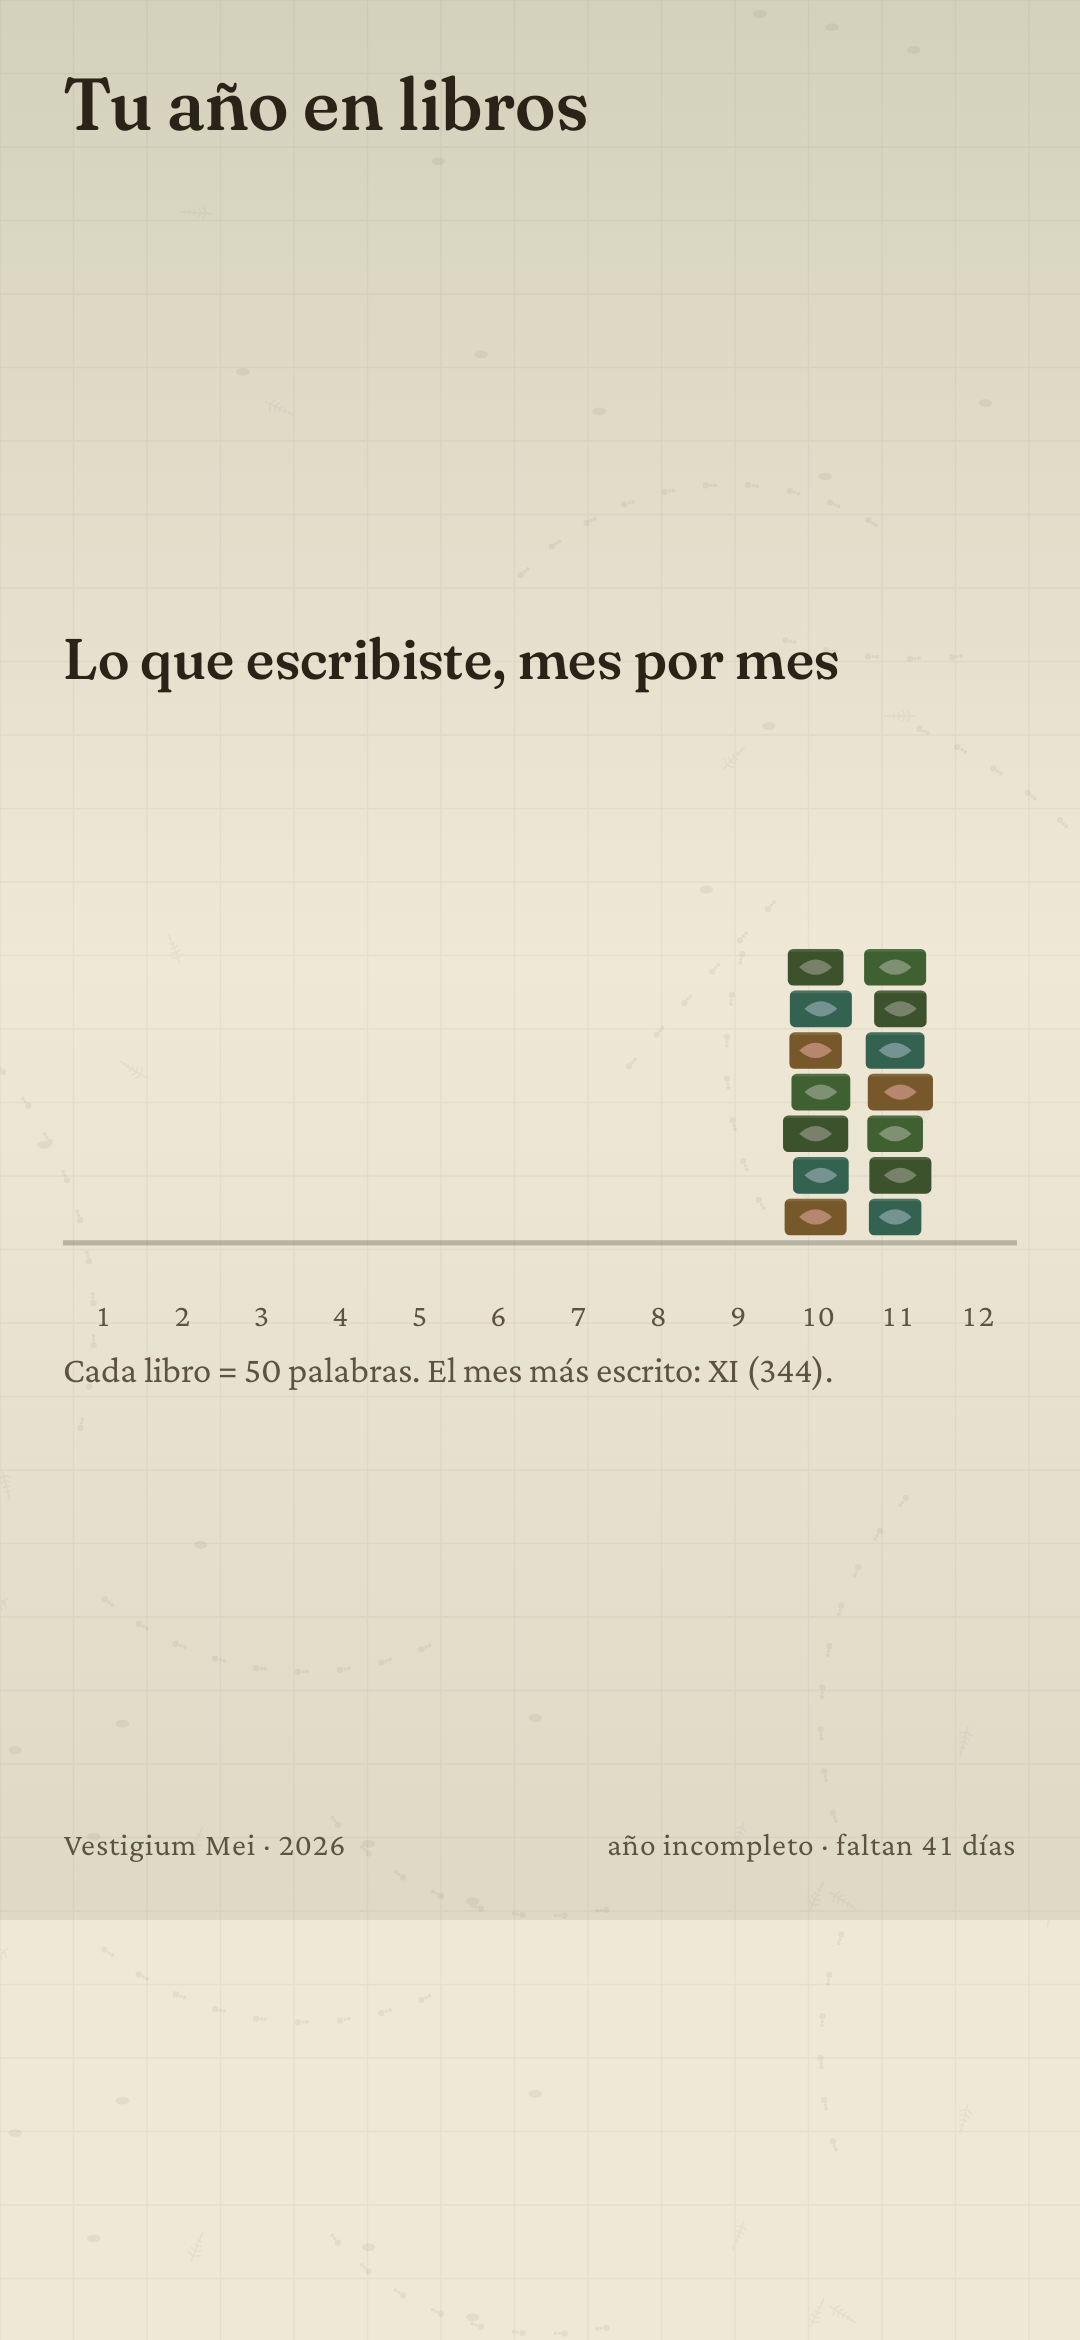 Tu año en libros
Lo que escribiste, mes por mes
1 2 3 4 5 6 7 8 9 10 11 12
Cada libro = 50 palabras. El mes más escrito: XI (344).
Vestigium Mei · 2026
año incompleto · faltan 41 días